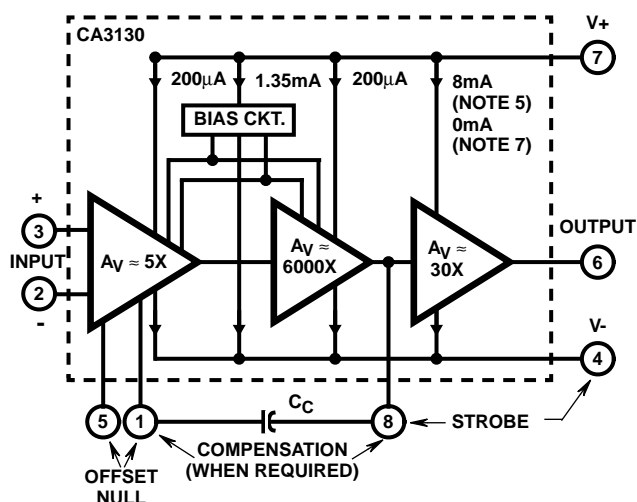 CA3130
V+
7
200µA
1.35mA
200µA
8mA
(NOTE 5)
0mA
(NOTE 7)
BIAS CKT.
+
3
INPUT
2
-
AV ≈ 5X
AV ≈
6000X
AV ≈
30X
OUTPUT
6
V-
4
CC
5
1
8
STROBE
COMPENSATION
(WHEN REQUIRED)
OFFSET
NULL